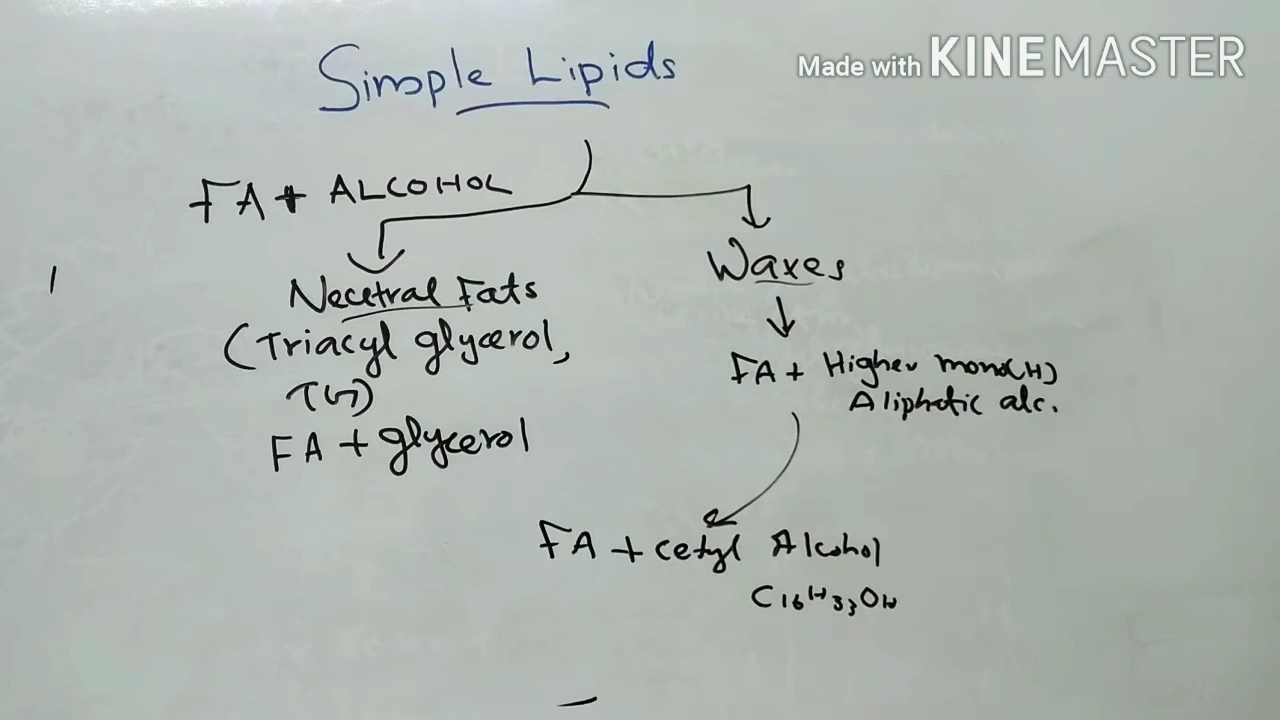 Simple Lipids
Made with KINEMASTER
FA + ALCOHOL
Neutral Fats
(Triacyl glycerol,
TG)
FA + glycerol
Waxes
FA + Higher mono(H)
Aliphatic alc.
FA + cetyl Alcohol
C16H33OH